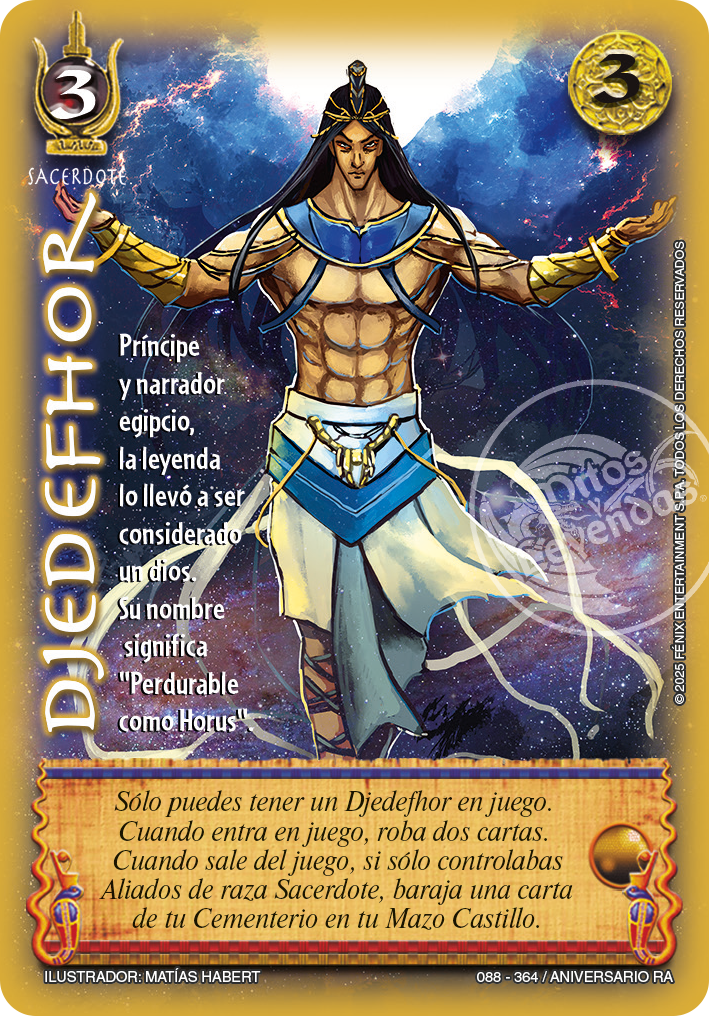 3
3
SACERDOTE
DJEDEFHOR
Príncipe
y narrador
egipcio,
la leyenda
lo llevó a ser
considerado
un dios.
Su nombre
significa
"Perdurable
como Horus".
Mitos
y
Leyendas®
© 2025 FÉNIX ENTERTAINMENT S.P.A. TODOS LOS DERECHOS RESERVADOS
Sólo puedes tener un Djedefhor en juego.
Cuando entra en juego, roba dos cartas.
Cuando sale del juego, si sólo controlabas
Aliados de raza Sacerdote, baraja una carta
de tu Cementerio en tu Mazo Castillo.
ILUSTRADOR: MATÍAS HABERT
088 - 364 / ANIVERSARIO RA